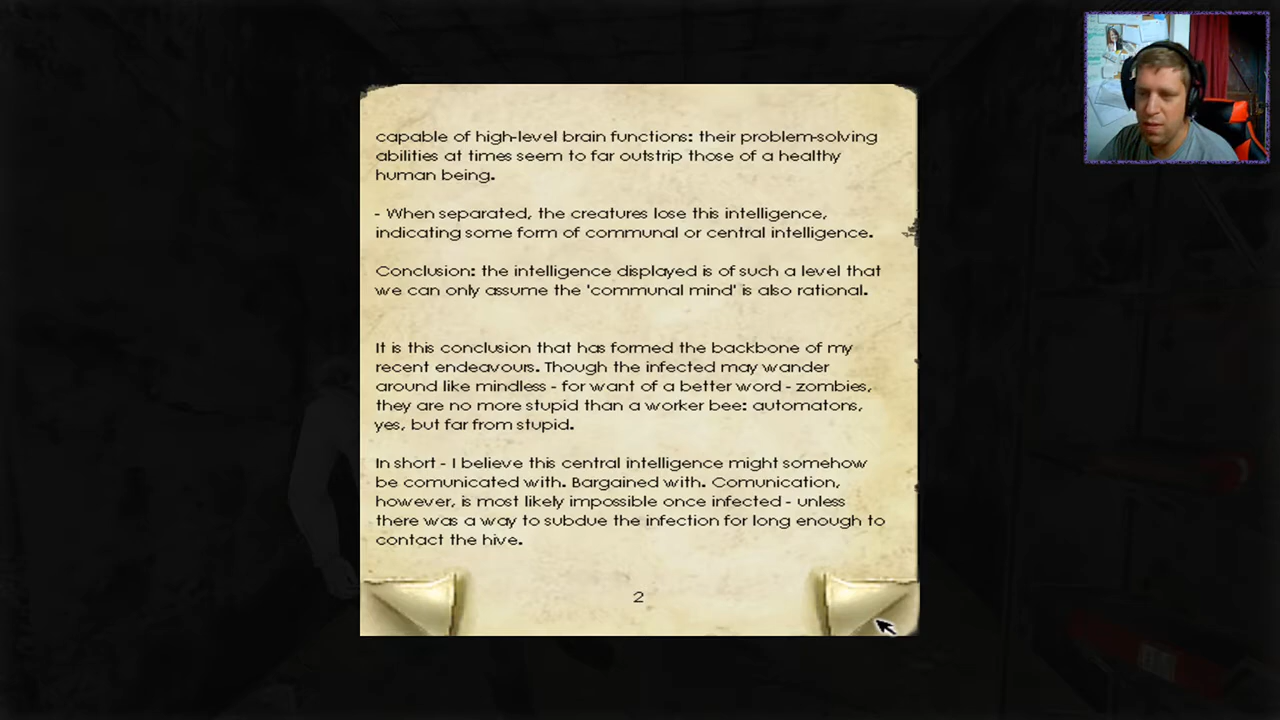 capable of high-level brain functions: their problem-solving
abilities at times seem to far outstrip those of a healthy
human being.
- When separated, the creatures lose this intelligence,
indicating some form of communal or central intelligence.
Conclusion: the intelligence displayed is of such a level that
we can only assume the 'communal mind' is also rational.
It is this conclusion that has formed the backbone of my
recent endeavours. Though the infected may wander
around like mindless - for want of a better word - zombies,
they are no more stupid than a worker bee: automatons,
yes, but far from stupid.
In short - I believe this central intelligence might somehow
be comunicated with. Bargained with. Comunication,
however, is most likely impossible once infected - unless
there was a way to subdue the infection for long enough to
contact the hive.
2